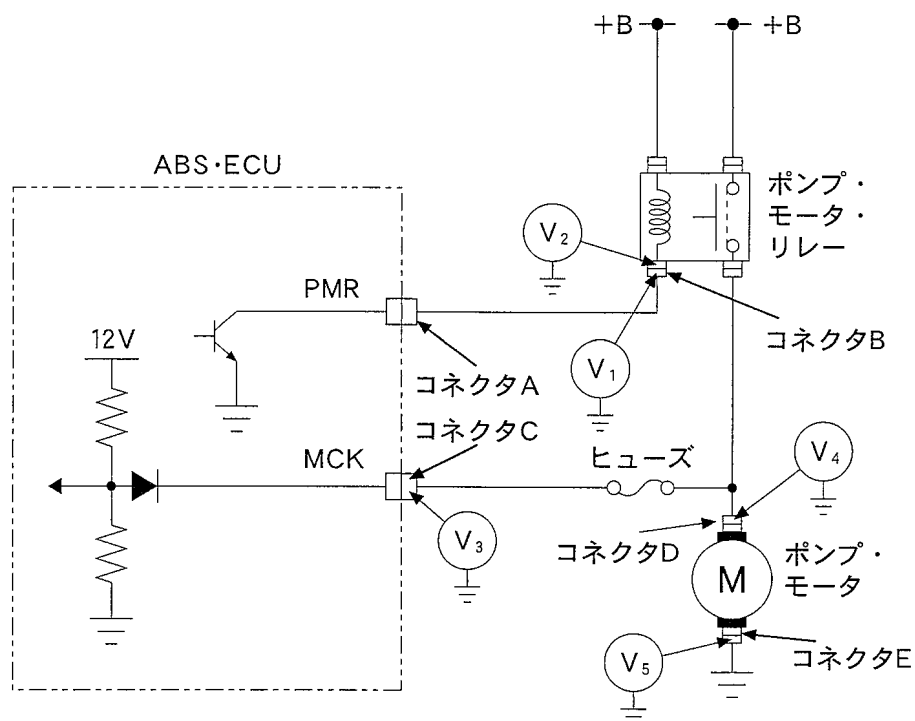 +B
+B
ABS・ECU
ポンプ・
モータ・
リレー
V₂
PMR
コネクタB
12V
V₁
コネクタA
コネクタC
MCK
ヒューズ
V₄
V₃
コネクタD
ポンプ・
モータ
M
V₅
コネクタE